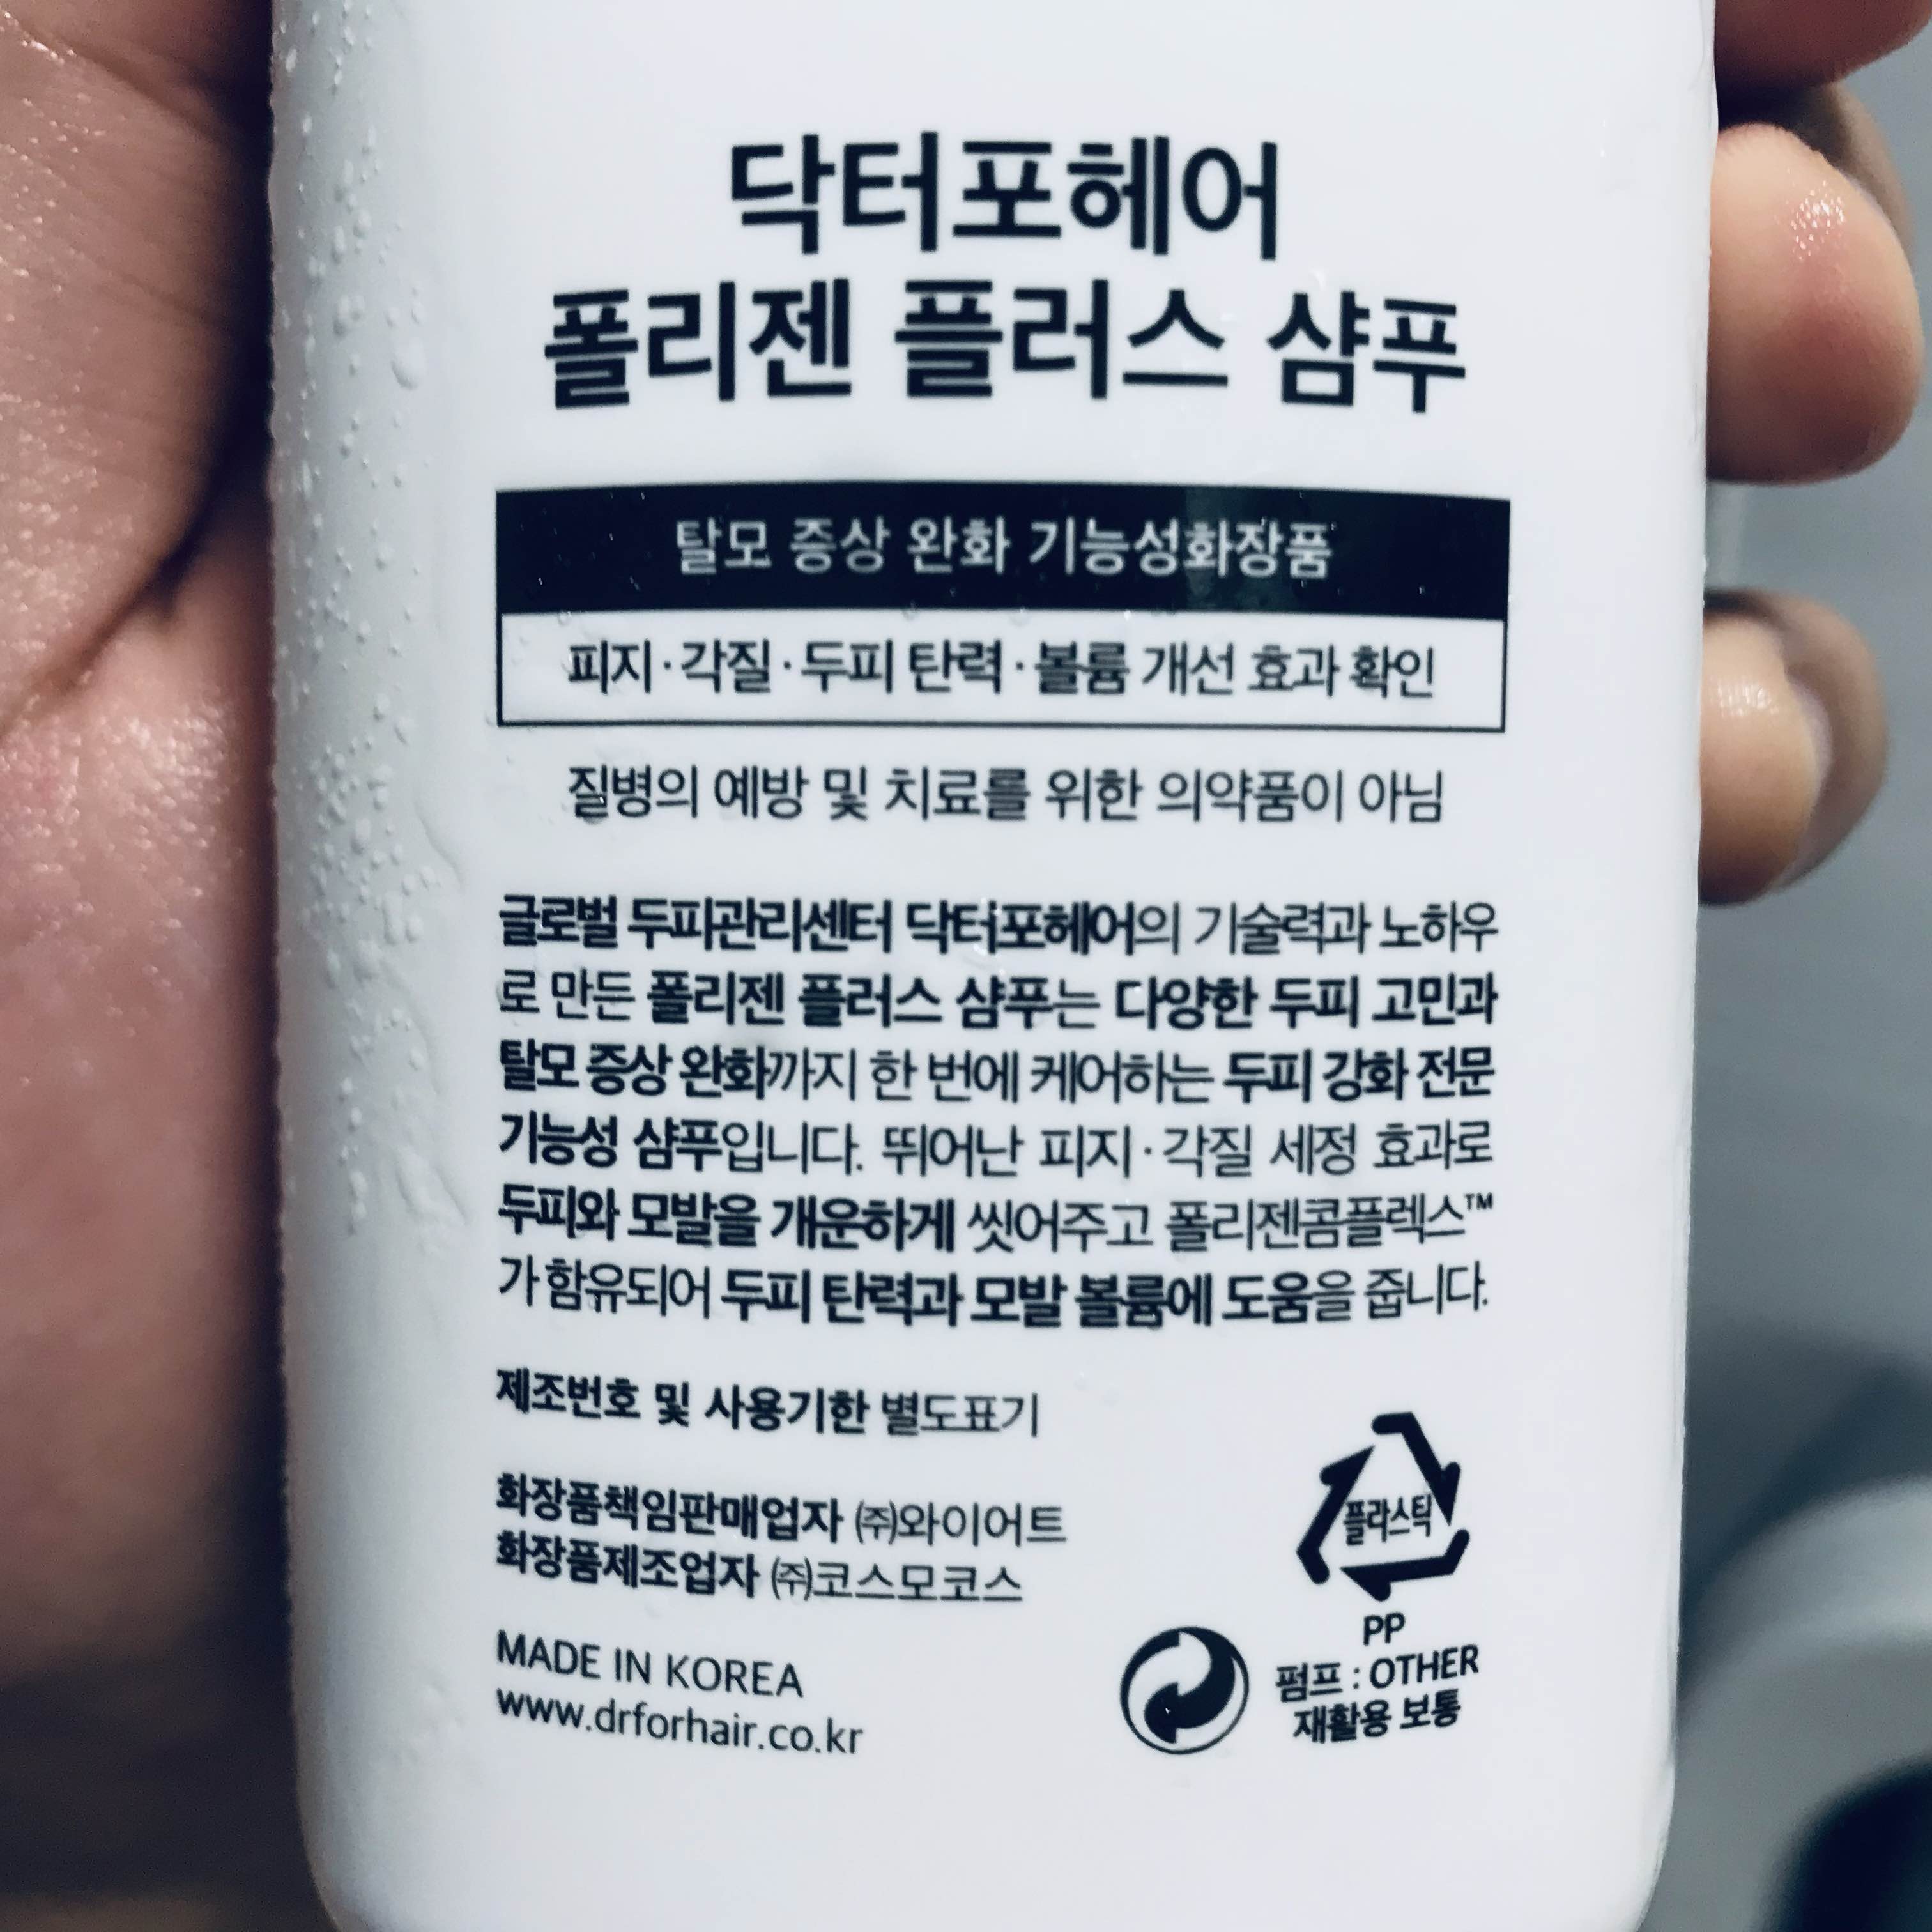 닥터포헤어
폴리젠 플러스 샴푸
탈모 증상 완화 기능성화장품
피지·각질·두피 탄력·볼륨 개선 효과 확인
질병의 예방 및 치료를 위한 의약품이 아님
글로벌 두피관리센터 닥터포헤어의 기술력과 노하우
로 만든 폴리젠 플러스 샴푸는 다양한 두피 고민과
탈모 증상 완화까지 한 번에 케어하는 두피 강화 전문
기능성 샴푸입니다. 뛰어난 피지·각질 세정 효과로
두피와 모발을 개운하게 씻어주고 폴리젠콤플렉스™
가 함유되어 두피 탄력과 모발 볼륨에 도움을 줍니다.
제조번호 및 사용기한 별도표기
화장품책임판매업자 ㈜와이어트
화장품제조업자 ㈜코스모코스
MADE IN KOREA
www.drforhair.co.kr
플라스틱
PP
펌프 : OTHER
재활용 보통